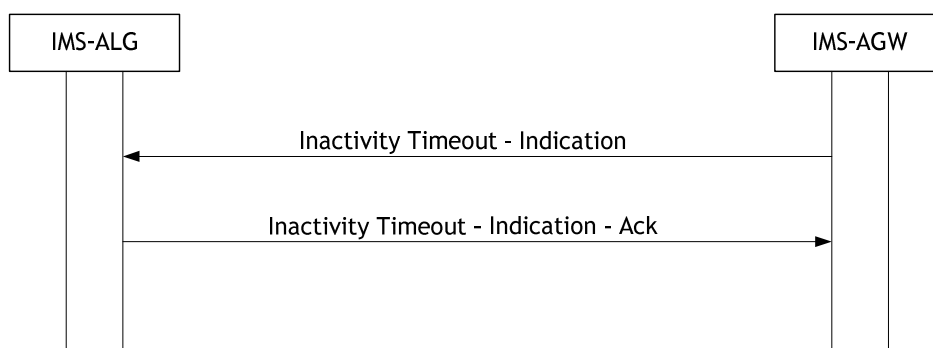 IMS-ALG
IMS-AGW
Inactivity Timeout - Indication
Inactivity Timeout – Indication - Ack